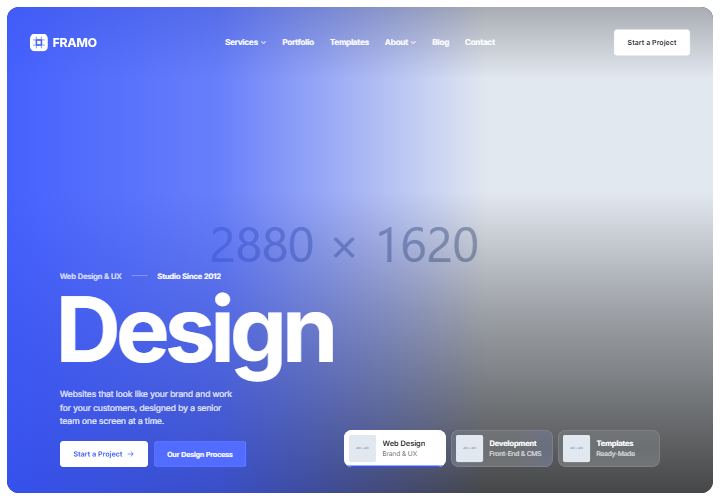 FRAMO
Services
Portfolio
Templates
About
Blog
Contact
Start a Project
2880 × 1620
Web Design & UX
Studio Since 2012
Design
Websites that look like your brand and work
for your customers, designed by a senior
team one screen at a time.
Start a Project →
Our Design Process
Web Design
Brand & UX
Development
Front-End & CMS
Templates
Ready-Made